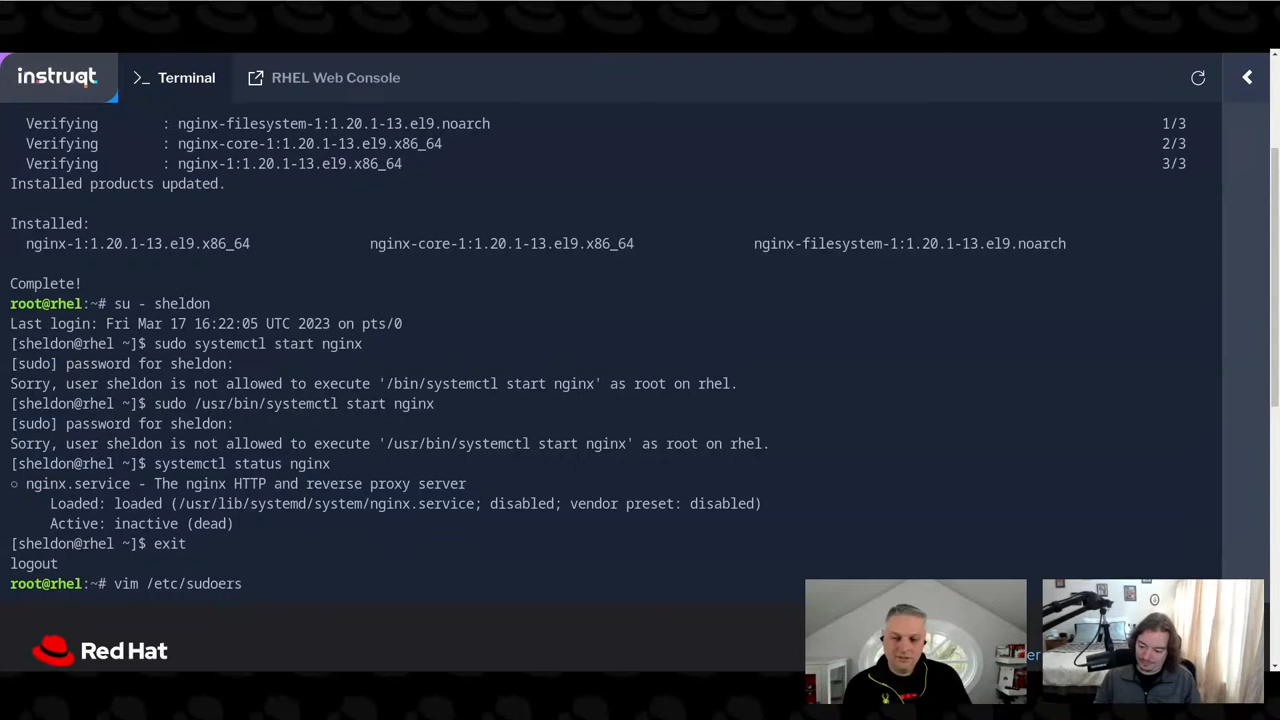 instruqt
>_ Terminal
RHEL Web Console
Verifying : nginx-filesystem-1:1.20.1-13.el9.noarch 1/3
Verifying : nginx-core-1:1.20.1-13.el9.x86_64 2/3
Verifying : nginx-1:1.20.1-13.el9.x86_64 3/3
Installed products updated.
Installed:
nginx-1:1.20.1-13.el9.x86_64 nginx-core-1:1.20.1-13.el9.x86_64 nginx-filesystem-1:1.20.1-13.el9.noarch
Complete!
root@rhel:~# su - sheldon
Last login: Fri Mar 17 16:22:05 UTC 2023 on pts/0
[sheldon@rhel ~]$ sudo systemctl start nginx
[sudo] password for sheldon:
Sorry, user sheldon is not allowed to execute '/bin/systemctl start nginx' as root on rhel.
[sheldon@rhel ~]$ sudo /usr/bin/systemctl start nginx
[sudo] password for sheldon:
Sorry, user sheldon is not allowed to execute '/usr/bin/systemctl start nginx' as root on rhel.
[sheldon@rhel ~]$ systemctl status nginx
○ nginx.service - The nginx HTTP and reverse proxy server
Loaded: loaded (/usr/lib/systemd/system/nginx.service; disabled; vendor preset: disabled)
Active: inactive (dead)
[sheldon@rhel ~]$ exit
logout
root@rhel:~# vim /etc/sudoers
Red Hat